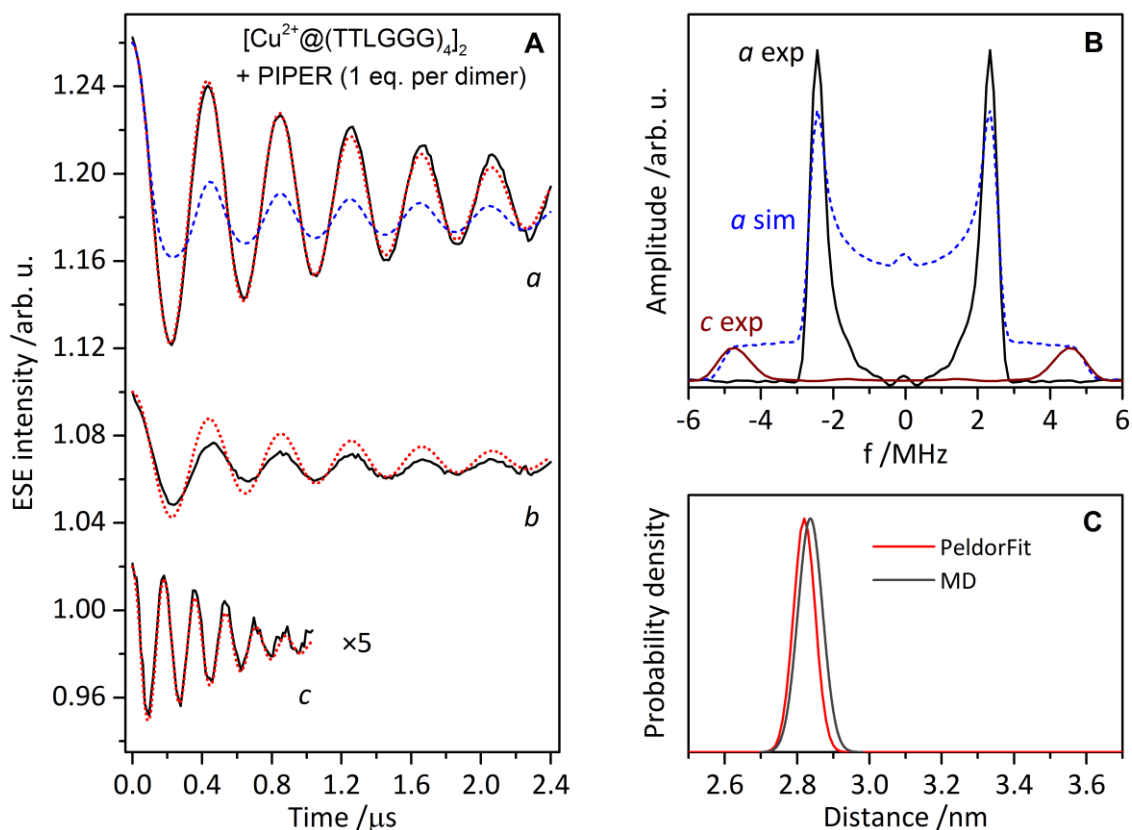 [Cu²⁺@(TTLGGG)₄]₂
+ PIPER (1 eq. per dimer)
A
ESE intensity /arb. u.
1.24
1.20
1.16
1.12
1.08
1.04
1.00
0.96
a
b
c
×5
0.0 0.4 0.8 1.2 1.6 2.0 2.4
Time /μs
B
Amplitude /arb. u.
a exp
a sim
c exp
-6 -4 -2 0 2 4 6
f /MHz
C
Probability density
PeldorFit
MD
2.6 2.8 3.0 3.2 3.4 3.6
Distance /nm